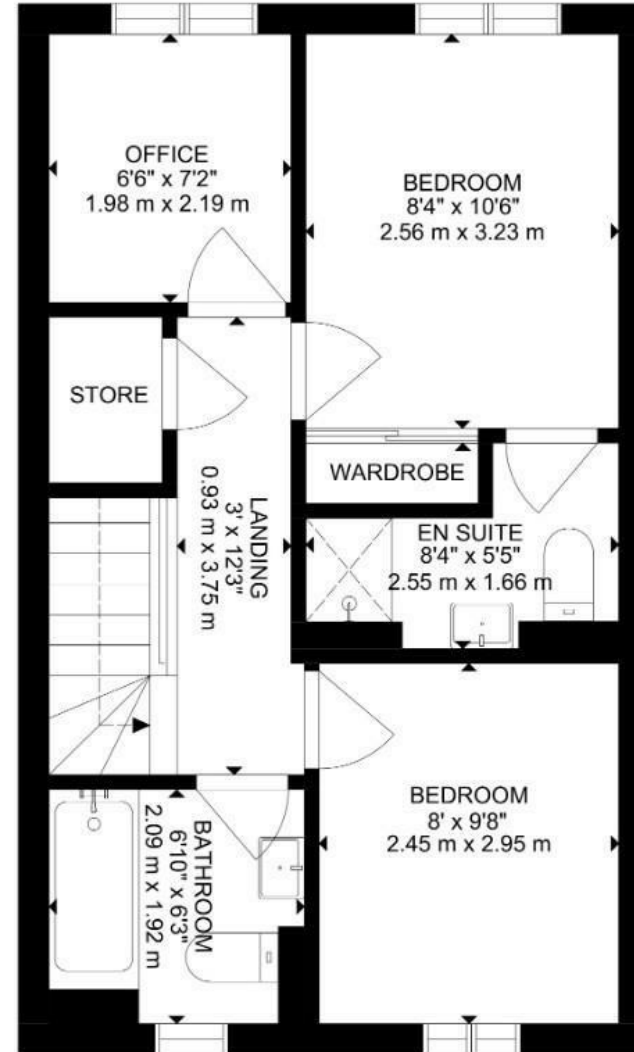 OFFICE
6'6" x 7'2"
1.98 m x 2.19 m
BEDROOM
8'4" x 10'6"
2.56 m x 3.23 m
STORE
WARDROBE
LANDING
3' x 12'3"
0.93 m x 3.75 m
EN SUITE
8'4" x 5'5"
2.55 m x 1.66 m
BEDROOM
8' x 9'8"
2.45 m x 2.95 m
BATHROOM
6'10" x 6'3"
2.09 m x 1.92 m